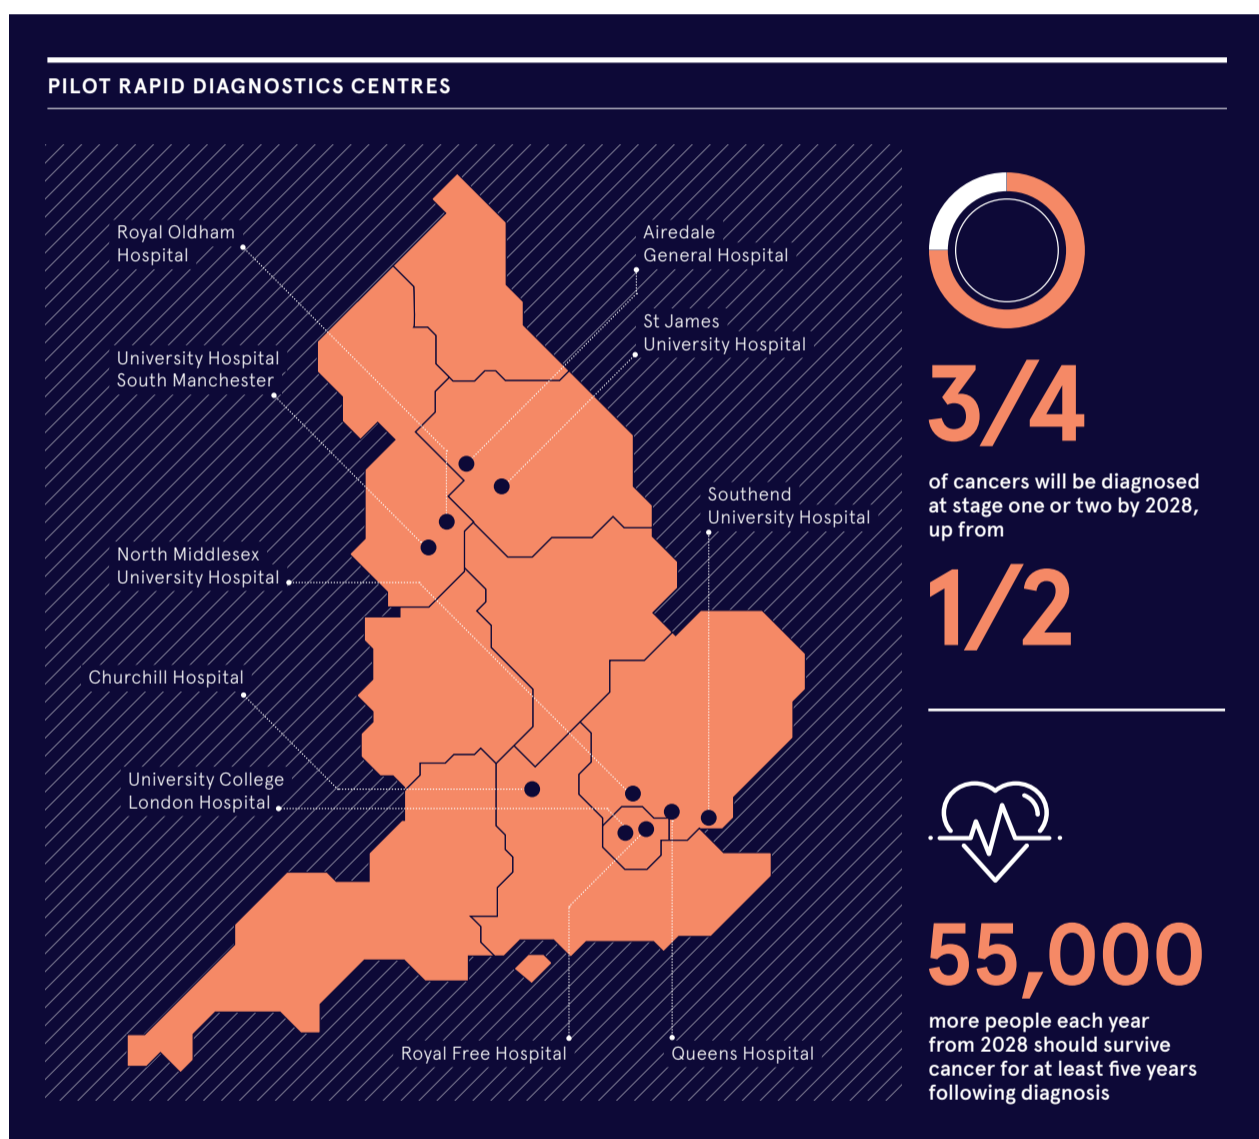 PILOT RAPID DIAGNOSTICS CENTRES
Royal Oldham
Hospital
Airedale
General Hospital
St James
University Hospital
University Hospital
South Manchester
Southend
University Hospital
North Middlesex
University Hospital
Churchill Hospital
University College
London Hospital
Royal Free Hospital
Queens Hospital
3/4
of cancers will be diagnosed
at stage one or two by 2028,
up from
1/2
55,000
more people each year
from 2028 should survive
cancer for at least five years
following diagnosis